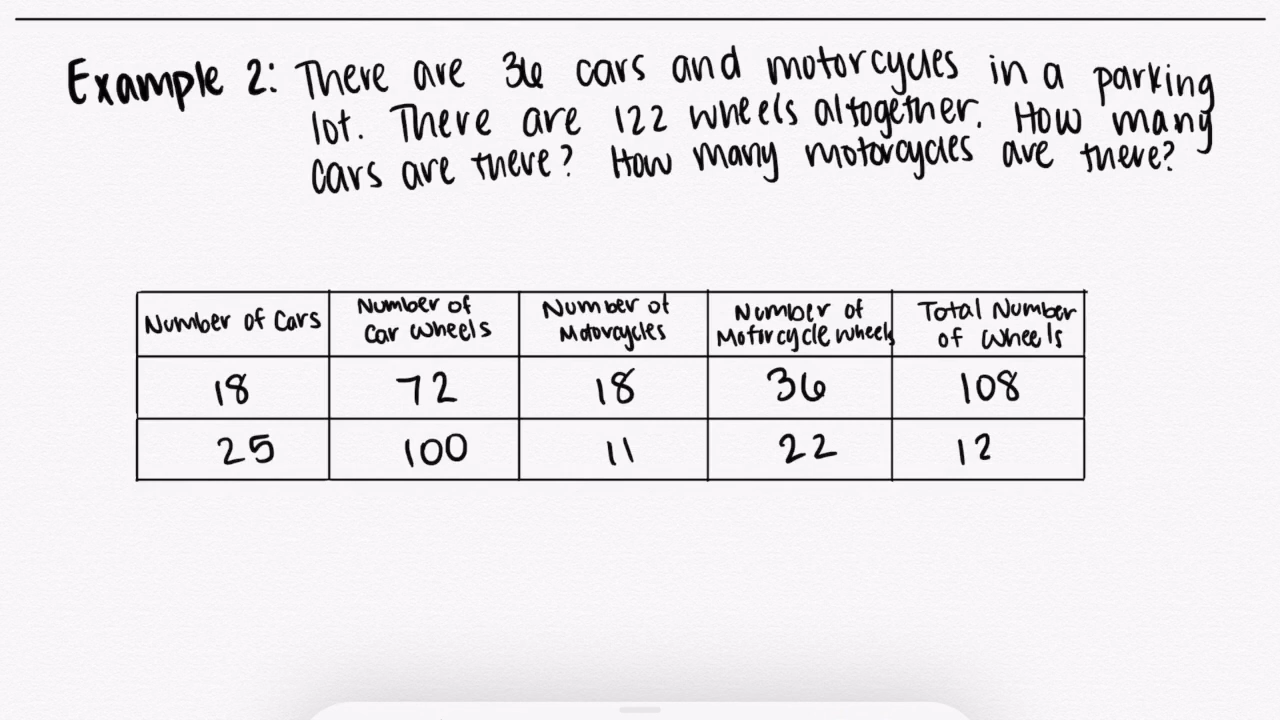 Example 2: There are 36 cars and motorcycles in a parking
lot. There are 122 wheels altogether. How many
cars are there? How many motorcycles are there?
Number of Cars
Number of
Car Wheels
Number of
Motorcycles
Number of
Motorcycle Wheels
Total Number
of Wheels
18 72 18 36 108
25 100 11 22 12